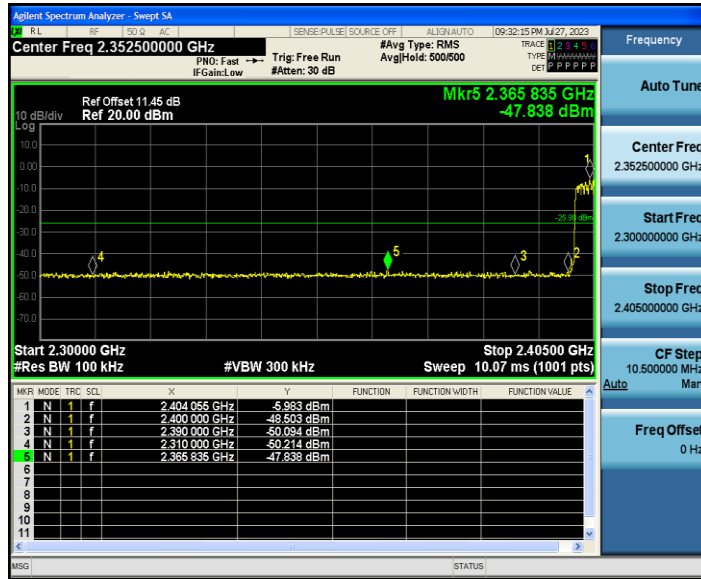 Agilent Spectrum Analyzer - Swept SA
RL RF 50 Ω AC SENSE:PULSE SOURCE OFF ALIGNAUTO 09:32:15 PM Jul 27, 2023
Center Freq 2.352500000 GHz
PNO: Fast
IFGain:Low
Trig: Free Run
#Atten: 30 dB
#Avg Type: RMS
Avg|Hold: 500/500
TRACE 1 2 3 4 5 6
TYPE M
DET P P P P P P
Ref Offset 11.45 dB
Ref 20.00 dBm
10 dB/div
Log
Mkr5 2.365 835 GHz
-47.838 dBm
10.0
0.00
-10.0
-20.0
-30.0
-40.0
-50.0
-60.0
-70.0
1
-25.98 dBm
4
5
3
2
Start 2.30000 GHz
Stop 2.40500 GHz
#Res BW 100 kHz
#VBW 300 kHz
Sweep 10.07 ms (1001 pts)
MKR MODE TRC SCL X Y FUNCTION FUNCTION WIDTH FUNCTION VALUE
1 N 1 f 2.404 055 GHz -5.983 dBm
2 N 1 f 2.400 000 GHz -48.503 dBm
3 N 1 f 2.390 000 GHz -50.094 dBm
4 N 1 f 2.310 000 GHz -50.214 dBm
5 N 1 f 2.365 835 GHz -47.838 dBm
6
7
8
9
10
11
MSG
STATUS
Frequency
Auto Tune
Center Freq
2.352500000 GHz
Start Freq
2.300000000 GHz
Stop Freq
2.405000000 GHz
CF Step
10.500000 MHz
Auto Man
Freq Offset
0 Hz